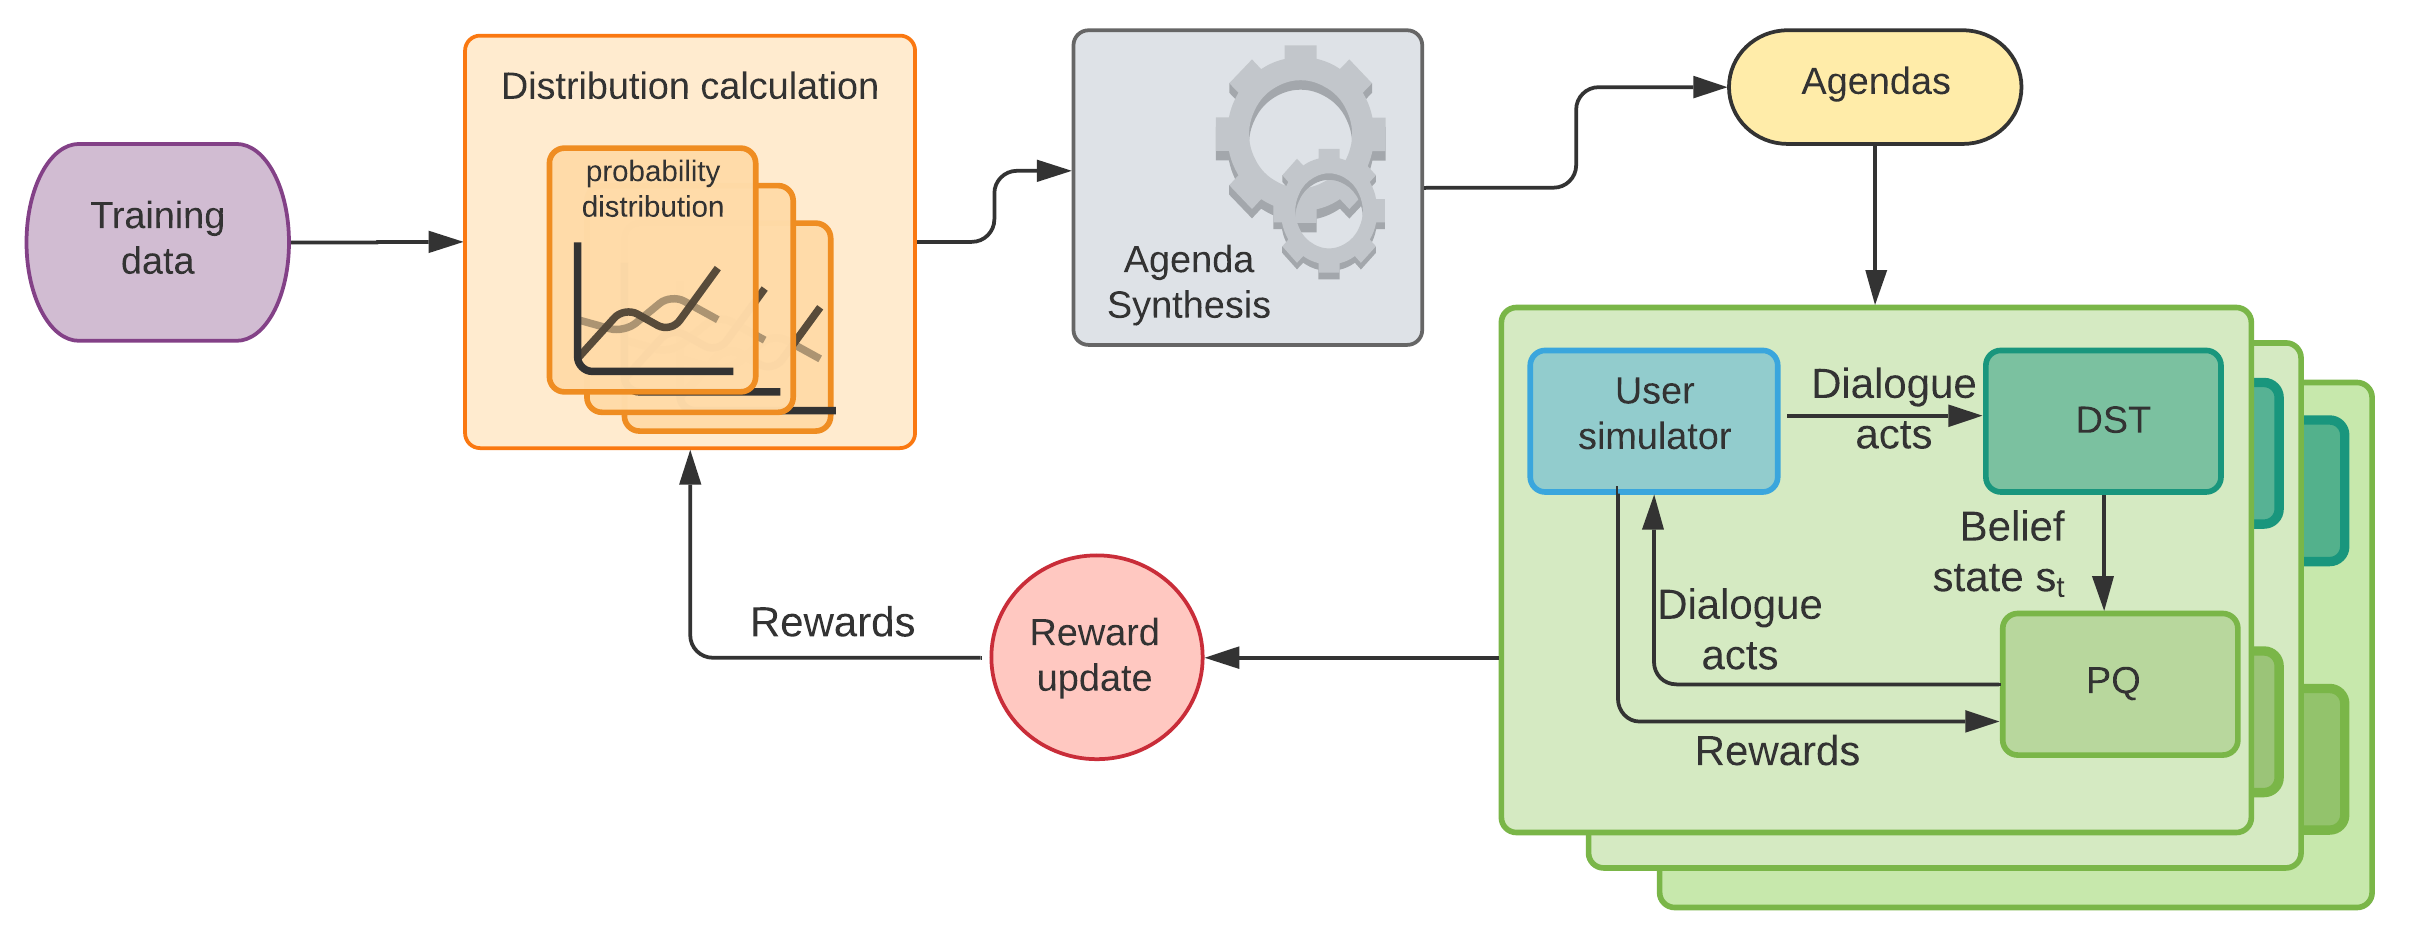 Training
data
Distribution calculation
probability
distribution
Agenda
Synthesis
Agendas
User
simulator
Dialogue
acts
DST
Belief
state sₜ
Dialogue
acts
PQ
Rewards
Reward
update
Rewards